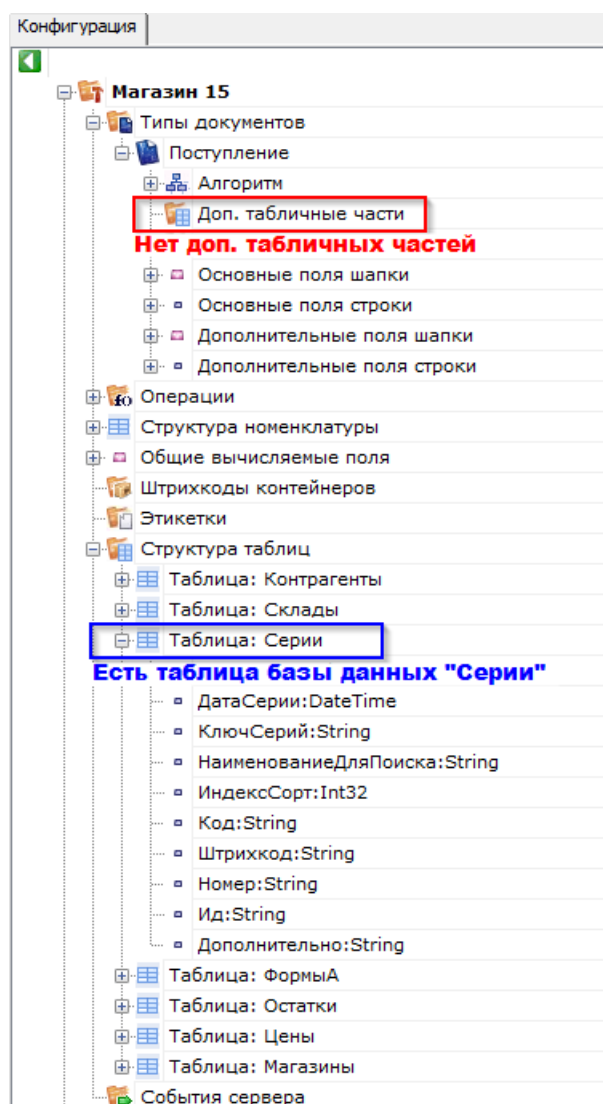 Конфигурация
Магазин 15
Типы документов
Поступление
Алгоритм
Доп. табличные части
Нет доп. табличных частей
Основные поля шапки
Основные поля строки
Дополнительные поля шапки
Дополнительные поля строки
Операции
Структура номенклатуры
Общие вычисляемые поля
Штрихкоды контейнеров
Этикетки
Структура таблиц
Таблица: Контрагенты
Таблица: Склады
Таблица: Серии
Есть таблица базы данных "Серии"
ДатаСерии:DateTime
КлючСерий:String
НаименованиеДляПоиска:String
ИндексСорт:Int32
Код:String
Штрихкод:String
Номер:String
Ид:String
Дополнительно:String
Таблица: ФормыА
Таблица: Остатки
Таблица: Цены
Таблица: Магазины
События сервера